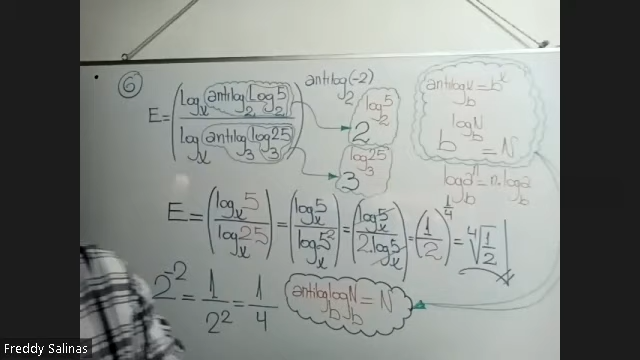 6
E = (log_x antilog_2 log_2 5 / log_x antilog_3 log_3 25)^antilog_2(-2)
2^log_2 5
3^log_3 25
antilog_b x = b^x
b^log_b N = N
log_b a^n = n·log_b a
E = (log_x 5 / log_x 25) = (log_x 5 / log_x 5^2) = (log_x 5 / 2·log_x 5) = (1/2)^1/4 = ⁴√1/2
2^-2 = 1/2^2 = 1/4
antilog_b log_b N = N
Freddy Salinas